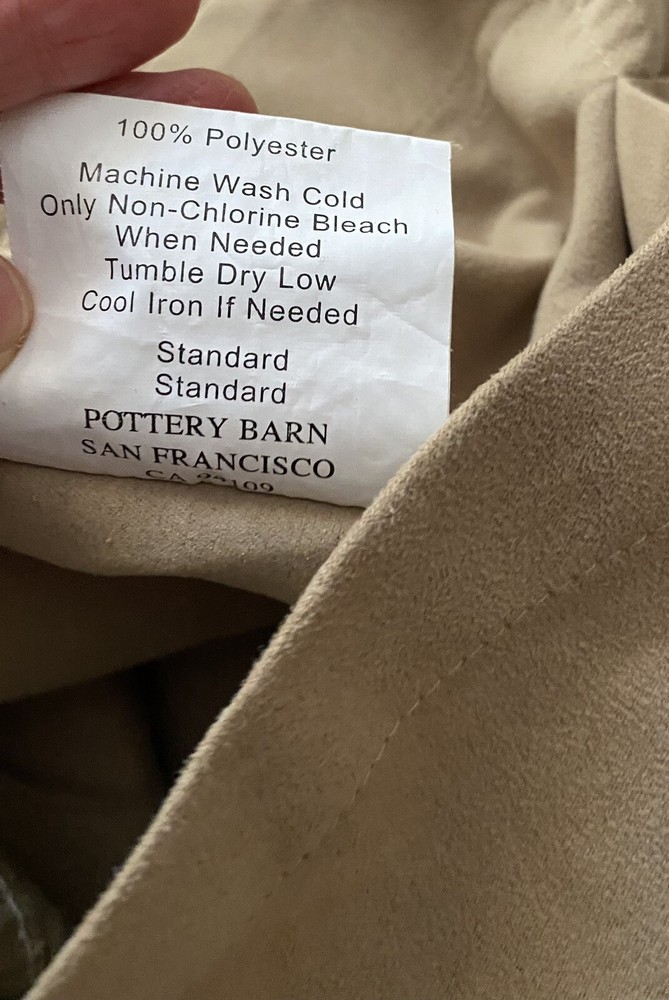 100% Polyester
Machine Wash Cold
Only Non-Chlorine Bleach
When Needed
Tumble Dry Low
Cool Iron If Needed
Standard
Standard
POTTERY BARN
SAN FRANCISCO
CA